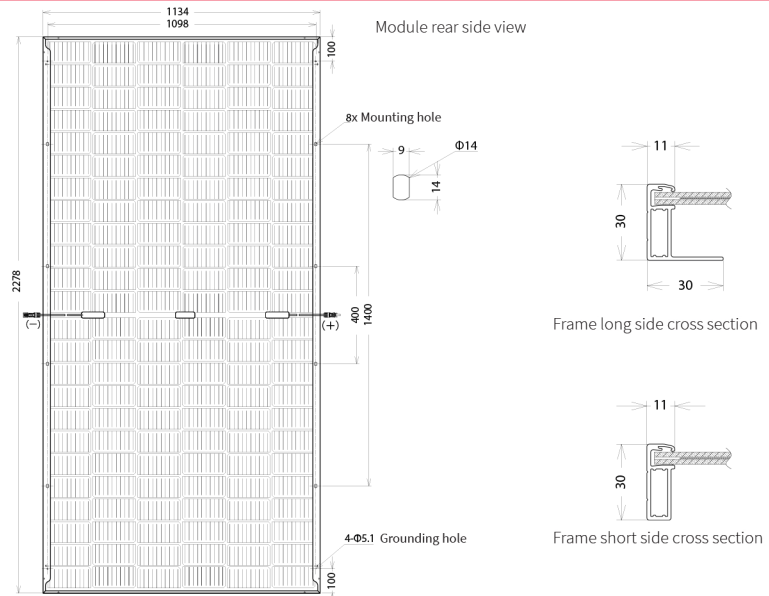 1134
1098
Module rear side view
100
8x Mounting hole
9
Φ14
14
11
30
30
2278
400
1400
(−)
(+)
Frame long side cross section
11
30
4-Φ5.1 Grounding hole
Frame short side cross section
100